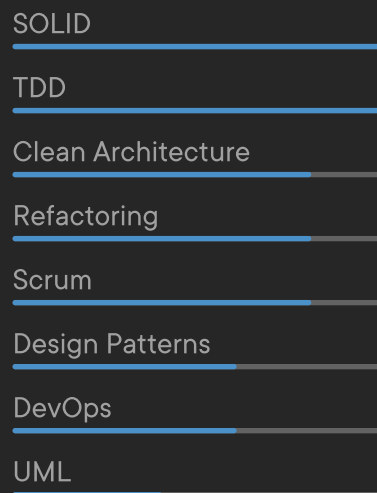 SOLID
TDD
Clean Architecture
Refactoring
Scrum
Design Patterns
DevOps
UML